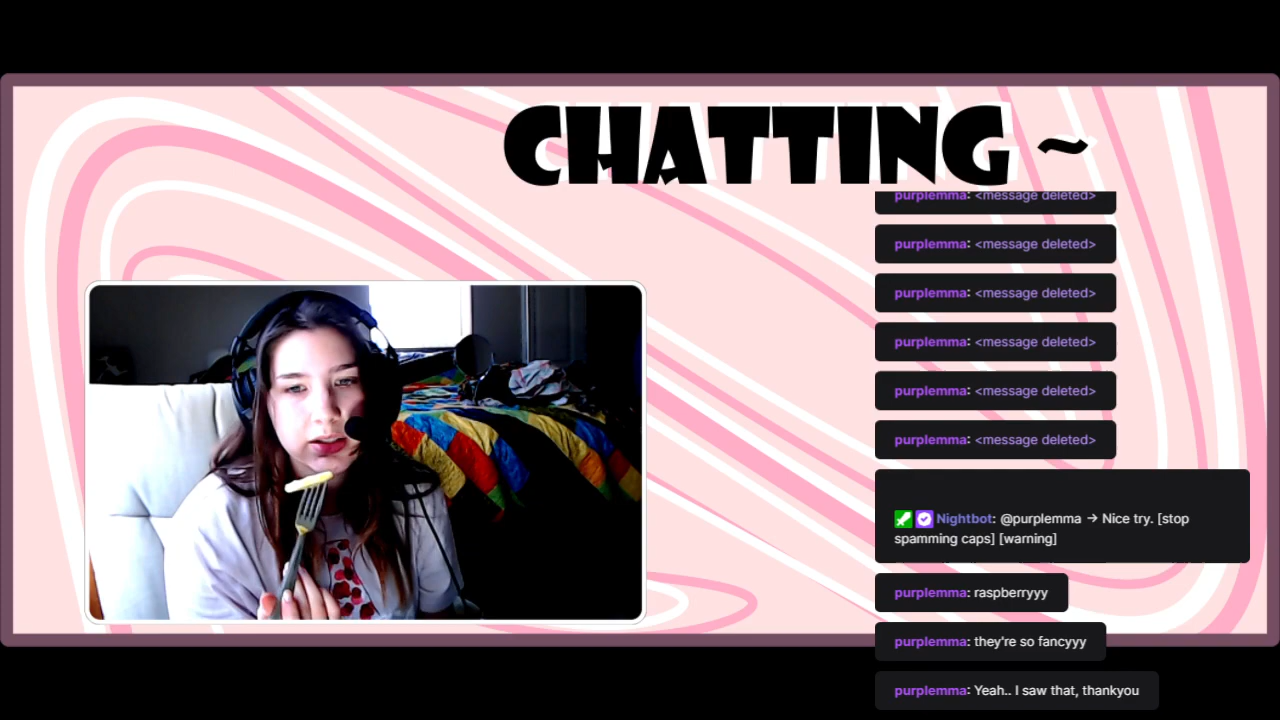 CHATTING ~
purplemma: <message deleted>
purplemma: <message deleted>
purplemma: <message deleted>
purplemma: <message deleted>
purplemma: <message deleted>
purplemma: <message deleted>
Nightbot: @purplemma → Nice try. [stop
spamming caps] [warning]
purplemma: raspberryyy
purplemma: they're so fancyyy
purplemma: Yeah.. I saw that, thankyou